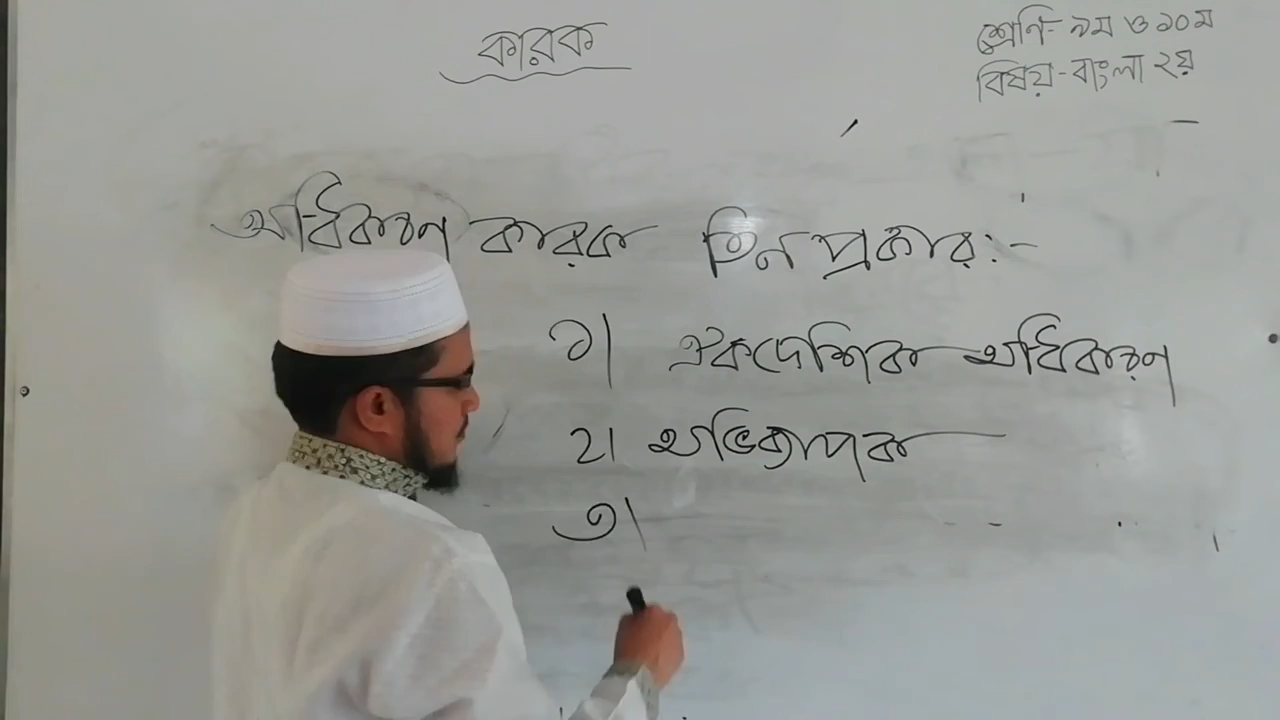 কারক
শ্রেণি- ৯ম ও ১০ম
বিষয়- বাংলা ২য়
অধিকরণ কারক তিন প্রকার:-
১। ঐকদেশিক অধিকরণ
২। অভিব্যাপক
৩।